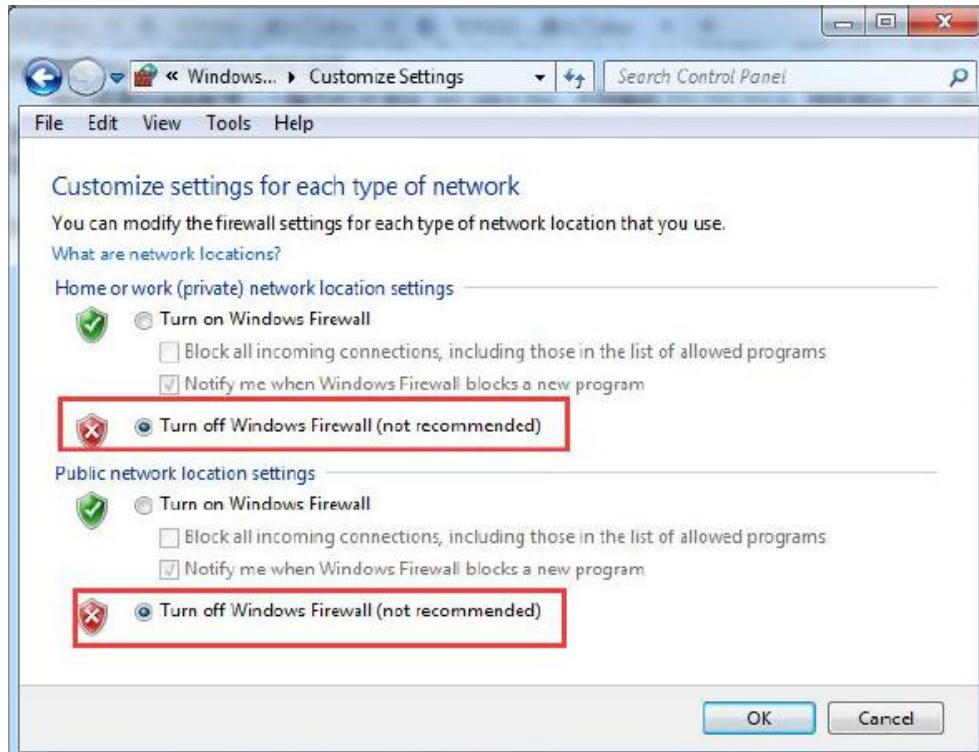 « Windows... ▸ Customize Settings
Search Control Panel
File Edit View Tools Help
Customize settings for each type of network
You can modify the firewall settings for each type of network location that you use.
What are network locations?
Home or work (private) network location settings
Turn on Windows Firewall
Block all incoming connections, including those in the list of allowed programs
Notify me when Windows Firewall blocks a new program
Turn off Windows Firewall (not recommended)
Public network location settings
Turn on Windows Firewall
Block all incoming connections, including those in the list of allowed programs
Notify me when Windows Firewall blocks a new program
Turn off Windows Firewall (not recommended)
OK Cancel